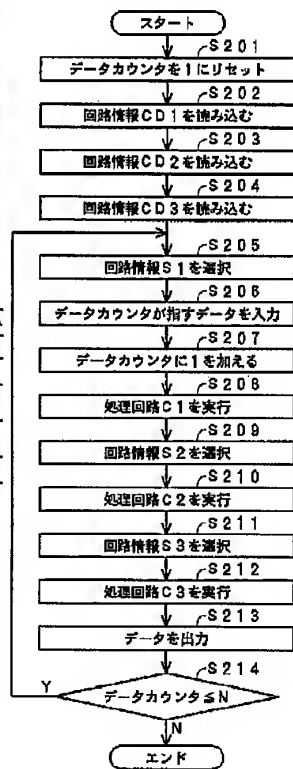 スタート
S201
データカウンタを1にリセット
S202
回路情報CD1を読み込む
S203
回路情報CD2を読み込む
S204
回路情報CD3を読み込む
S205
回路情報S1を選択
S206
データカウンタが指すデータを入力
S207
データカウンタに1を加える
S208
処理回路C1を実行
S209
回路情報S2を選択
S210
処理回路C2を実行
S211
回路情報S3を選択
S212
処理回路C3を実行
S213
データを出力
S214
Y
データカウンタ≦N
N
エンド